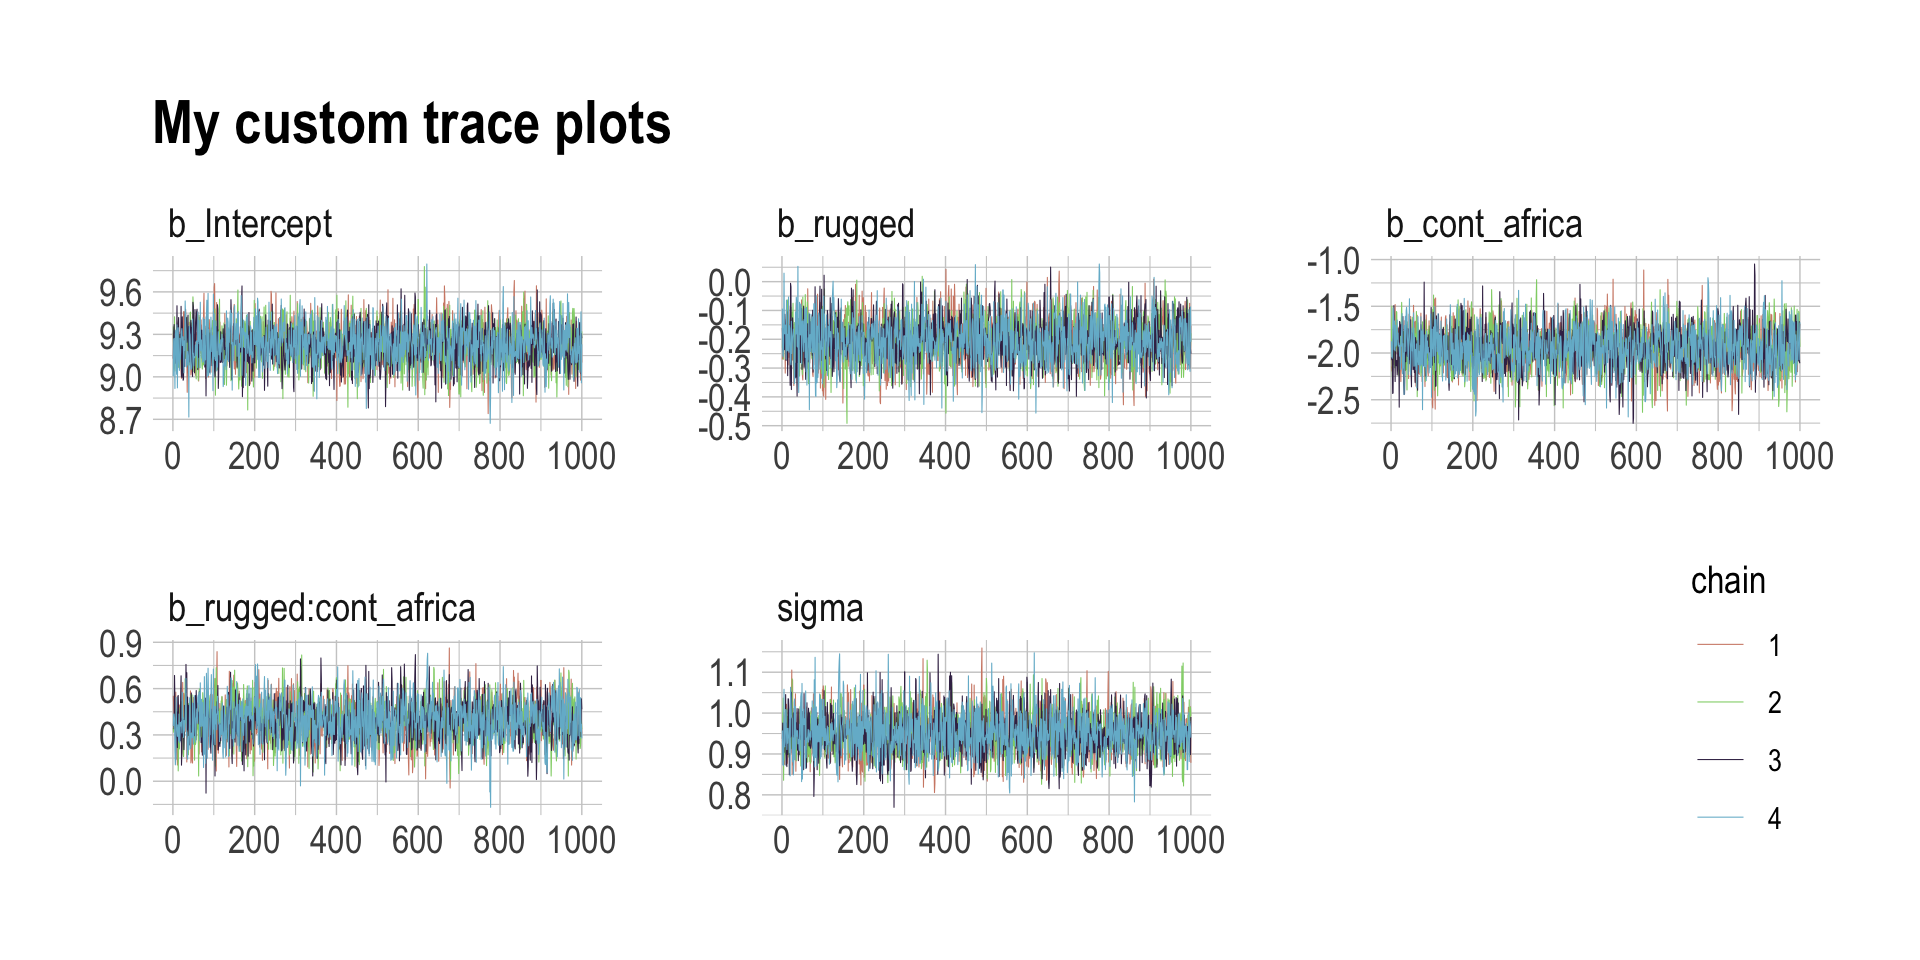 My custom trace plots
b_Intercept
9.6
9.3
9.0
8.7
0 200 400 600 800 1000
b_rugged
0.0
-0.1
-0.2
-0.3
-0.4
-0.5
0 200 400 600 800 1000
b_cont_africa
-1.0
-1.5
-2.0
-2.5
0 200 400 600 800 1000
b_rugged:cont_africa
0.9
0.6
0.3
0.0
0 200 400 600 800 1000
sigma
1.1
1.0
0.9
0.8
0 200 400 600 800 1000
chain
1
2
3
4